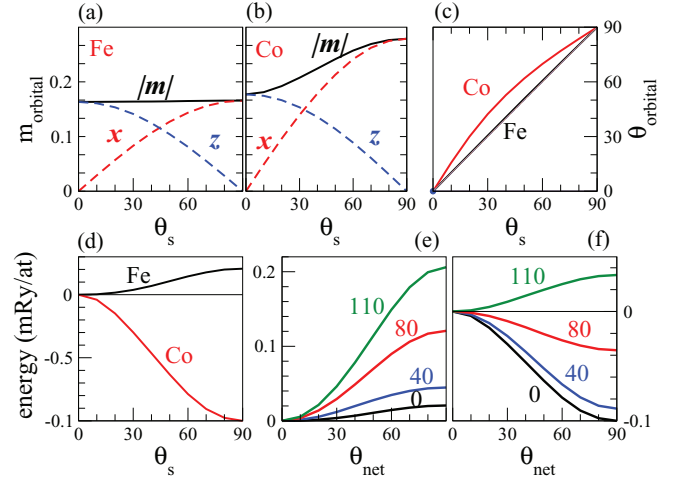 (a) (b) (c)
Fe Co
|m| |m|
Co
Fe
x z x z
m_orbital
0.2
0.1
0
θ_orbital
90
60
30
0
0 30 60 0 30 60 90 0 30 60 90
θ_s θ_s θ_s
(d) (e) (f)
energy (mRy/at)
0
-0.5
-0.1
Fe
Co
0.2
0.1
0
110
80
40
0
110
80
40
0
0
-0.1
0 30 60 90 30 60 90 0 30 60 90
θ_s θ_net θ_net